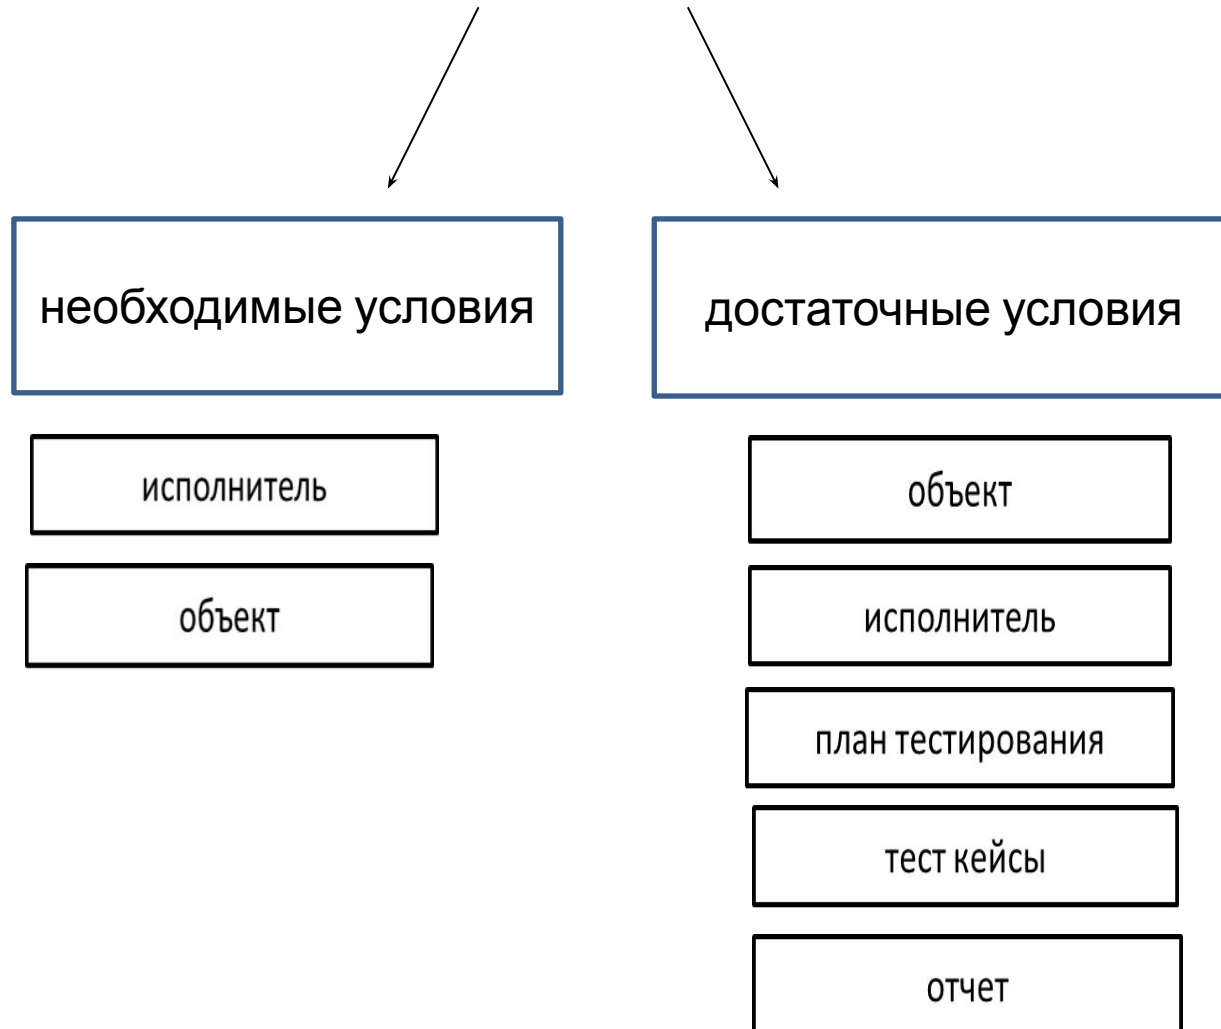 необходимые условия
исполнитель
объект
достаточные условия
объект
исполнитель
план тестирования
тест кейсы
отчет